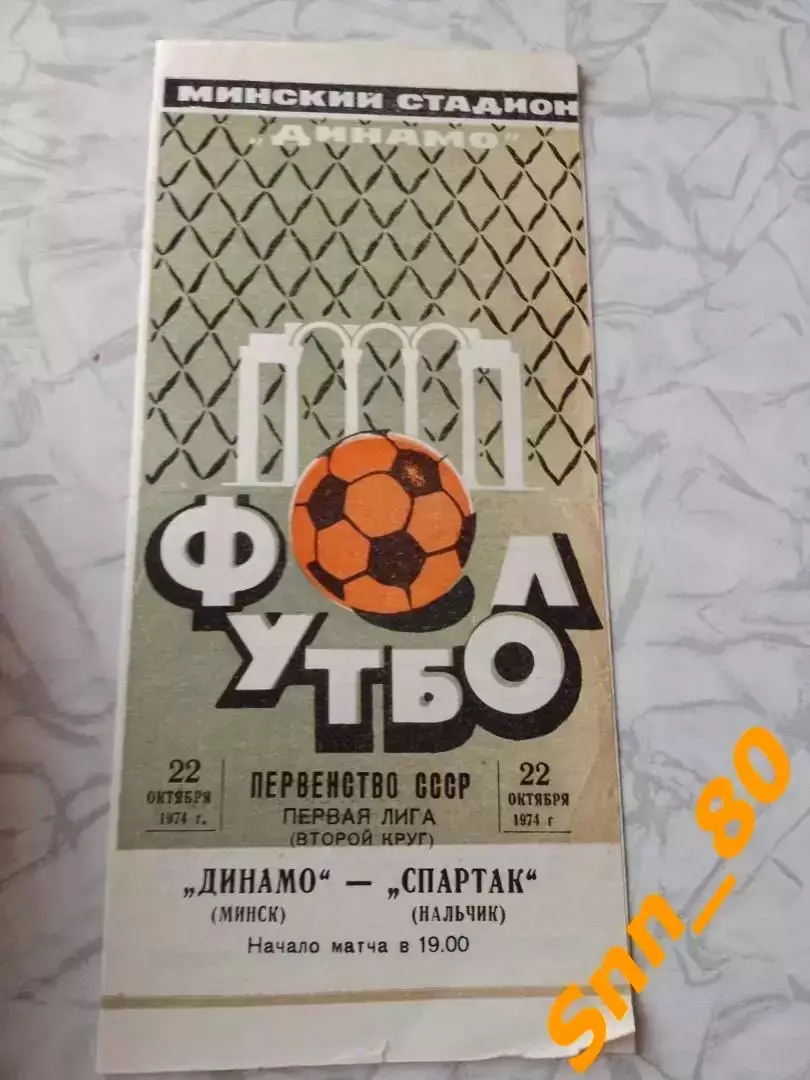 МИНСКИЙ СТАДИОН
„ДИНАМО"
ФУТБОЛ
22
ОКТЯБРЯ
1974 г.
ПЕРВЕНСТВО СССР
ПЕРВАЯ ЛИГА
(ВТОРОЙ КРУГ)
22
ОКТЯБРЯ
1974 г
„ДИНАМО" — „СПАРТАК"
(МИНСК) (НАЛЬЧИК)
Начало матча в 19.00
Snn_80